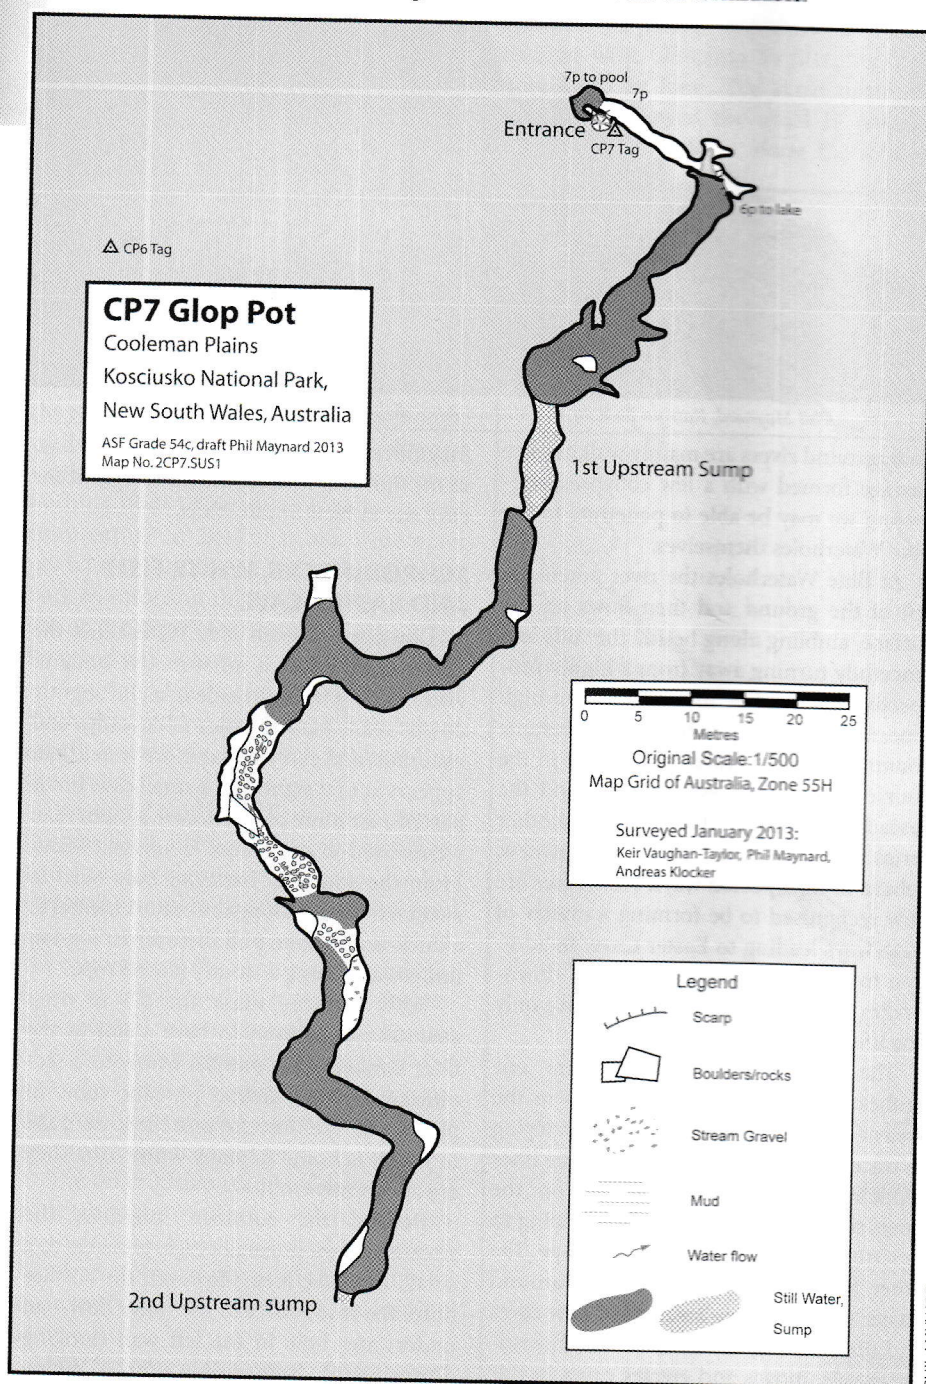 7p to pool
7p
Entrance
CP7 Tag
6p to lake
CP6 Tag
CP7 Glop Pot
Cooleman Plains
Kosciusko National Park,
New South Wales, Australia
ASF Grade 54c, draft Phil Maynard 2013
Map No. 2CP7.SUS1
1st Upstream Sump
0 5 10 15 20 25
Metres
Original Scale:1/500
Map Grid of Australia, Zone 55H
Surveyed January 2013:
Keir Vaughan-Taylor, Phil Maynard,
Andreas Klocker
Legend
Scarp
Boulders/rocks
Stream Gravel
Mud
Water flow
Still Water,
Sump
2nd Upstream sump